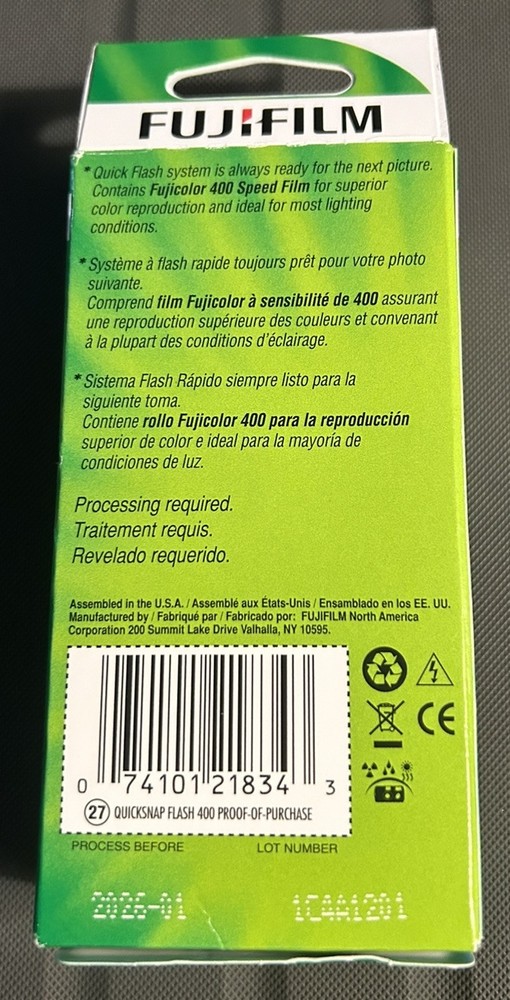 FUJIFILM
* Quick Flash system is always ready for the next picture.
Contains Fujicolor 400 Speed Film for superior
color reproduction and ideal for most lighting
conditions.
* Système à flash rapide toujours prêt pour votre photo
suivante.
Comprend film Fujicolor à sensibilité de 400 assurant
une reproduction supérieure des couleurs et convenant
à la plupart des conditions d'éclairage.
* Sistema Flash Rápido siempre listo para la
siguiente toma.
Contiene rollo Fujicolor 400 para la reproducción
superior de color e ideal para la mayoría de
condiciones de luz.
Processing required.
Traitement requis.
Revelado requerido.
Assembled in the U.S.A. / Assemblé aux États-Unis / Ensamblado en los EE. UU.
Manufactured by / Fabriqué par / Fabricado por: FUJIFILM North America
Corporation 200 Summit Lake Drive Valhalla, NY 10595.
CE
0 74101 21834 3
27 QUICKSNAP FLASH 400 PROOF-OF-PURCHASE
PROCESS BEFORE LOT NUMBER
2026-01 1C4A1201